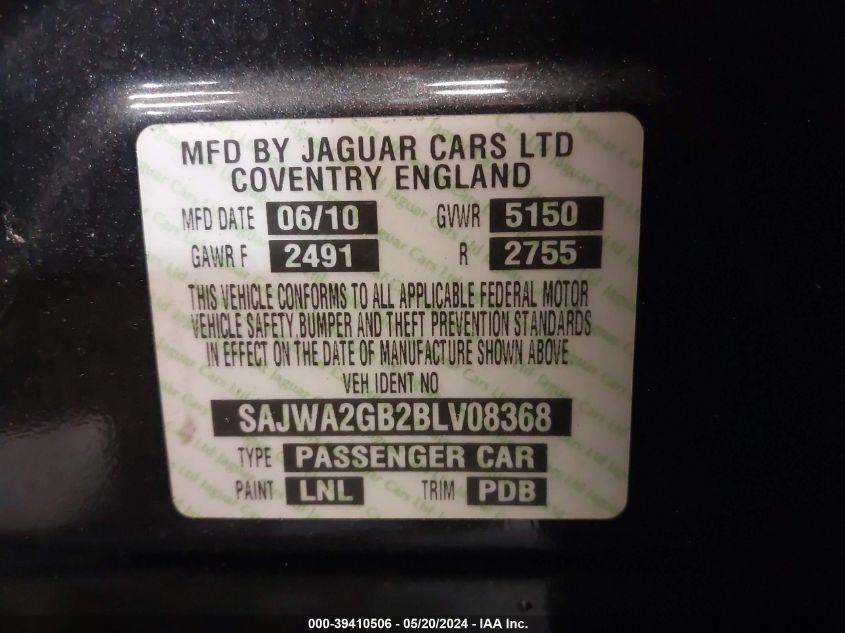 MFD BY JAGUAR CARS LTD
COVENTRY ENGLAND
MFD DATE 06/10 GVWR 5150
GAWR F 2491 R 2755
THIS VEHICLE CONFORMS TO ALL APPLICABLE FEDERAL MOTOR
VEHICLE SAFETY,BUMPER AND THEFT PREVENTION STANDARDS
IN EFFECT ON THE DATE OF MANUFACTURE SHOWN ABOVE
VEH IDENT NO
SAJWA2GB2BLV08368
TYPE PASSENGER CAR
PAINT LNL TRIM PDB
000-39410506 - 05/20/2024 - IAA Inc.